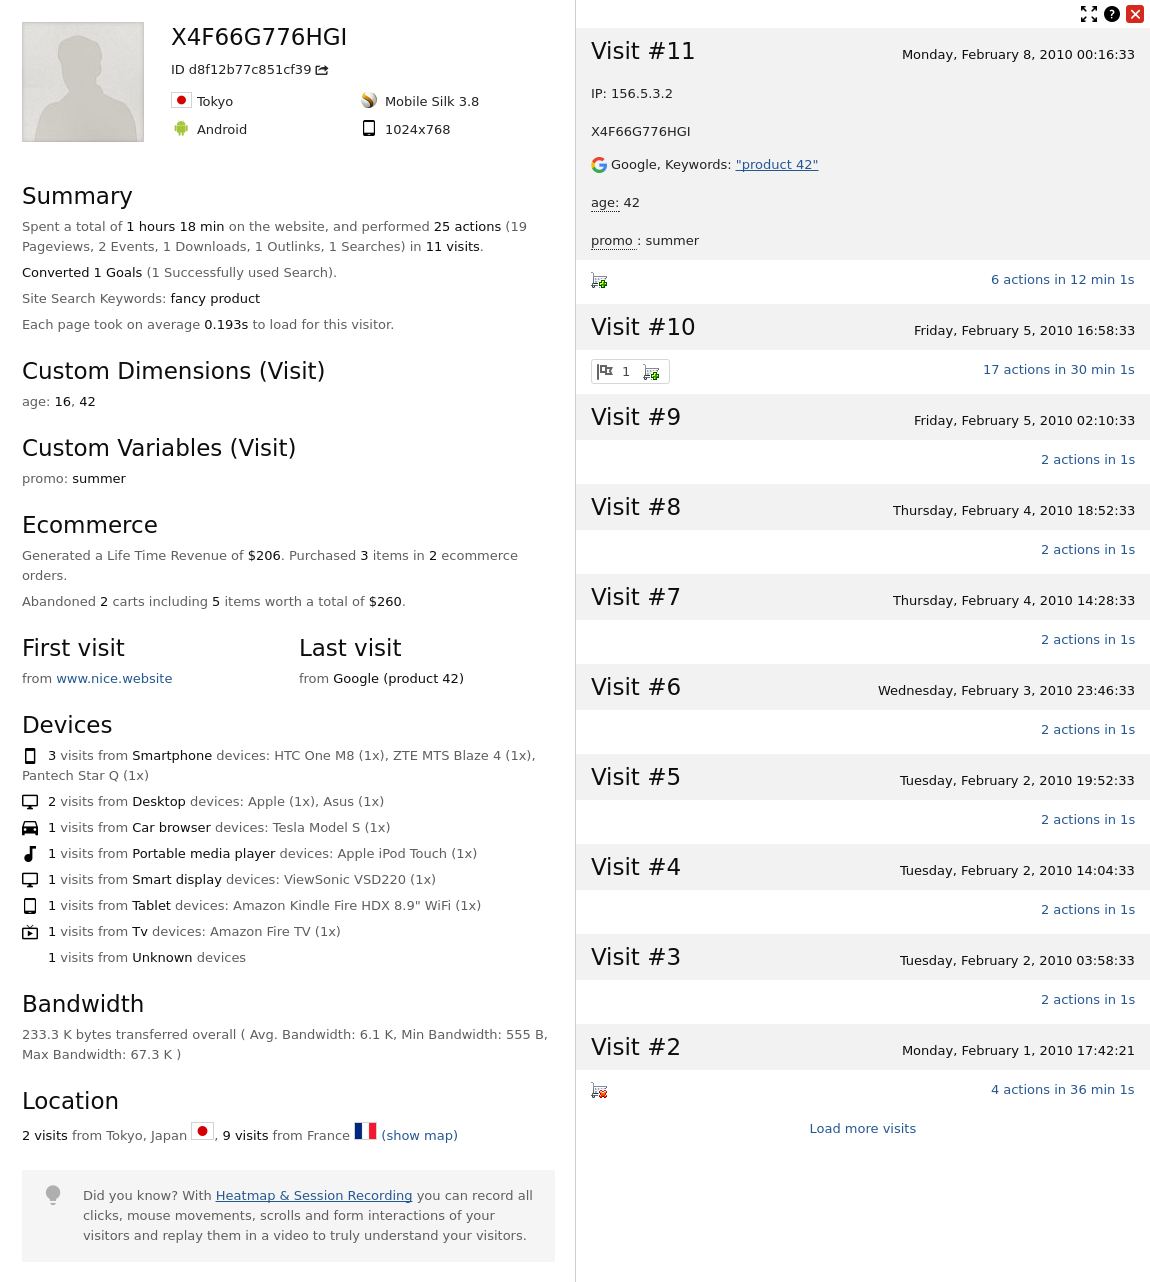 X4F66G776HGI
ID d8f12b77c851cf39
Tokyo
Mobile Silk 3.8
Android
1024x768
Summary
Spent a total of 1 hours 18 min on the website, and performed 25 actions (19
Pageviews, 2 Events, 1 Downloads, 1 Outlinks, 1 Searches) in 11 visits.
Converted 1 Goals (1 Successfully used Search).
Site Search Keywords: fancy product
Each page took on average 0.193s to load for this visitor.
Custom Dimensions (Visit)
age: 16, 42
Custom Variables (Visit)
promo: summer
Ecommerce
Generated a Life Time Revenue of $206. Purchased 3 items in 2 ecommerce
orders.
Abandoned 2 carts including 5 items worth a total of $260.
First visit
from www.nice.website
Last visit
from Google (product 42)
Devices
3 visits from Smartphone devices: HTC One M8 (1x), ZTE MTS Blaze 4 (1x),
Pantech Star Q (1x)
2 visits from Desktop devices: Apple (1x), Asus (1x)
1 visits from Car browser devices: Tesla Model S (1x)
1 visits from Portable media player devices: Apple iPod Touch (1x)
1 visits from Smart display devices: ViewSonic VSD220 (1x)
1 visits from Tablet devices: Amazon Kindle Fire HDX 8.9" WiFi (1x)
1 visits from Tv devices: Amazon Fire TV (1x)
1 visits from Unknown devices
Bandwidth
233.3 K bytes transferred overall ( Avg. Bandwidth: 6.1 K, Min Bandwidth: 555 B,
Max Bandwidth: 67.3 K )
Location
2 visits from Tokyo, Japan , 9 visits from France (show map)
Did you know? With Heatmap & Session Recording you can record all
clicks, mouse movements, scrolls and form interactions of your
visitors and replay them in a video to truly understand your visitors.
Visit #11
Monday, February 8, 2010 00:16:33
IP: 156.5.3.2
X4F66G776HGI
Google, Keywords: "product 42"
age: 42
promo : summer
6 actions in 12 min 1s
Visit #10
Friday, February 5, 2010 16:58:33
1
17 actions in 30 min 1s
Visit #9
Friday, February 5, 2010 02:10:33
2 actions in 1s
Visit #8
Thursday, February 4, 2010 18:52:33
2 actions in 1s
Visit #7
Thursday, February 4, 2010 14:28:33
2 actions in 1s
Visit #6
Wednesday, February 3, 2010 23:46:33
2 actions in 1s
Visit #5
Tuesday, February 2, 2010 19:52:33
2 actions in 1s
Visit #4
Tuesday, February 2, 2010 14:04:33
2 actions in 1s
Visit #3
Tuesday, February 2, 2010 03:58:33
2 actions in 1s
Visit #2
Monday, February 1, 2010 17:42:21
4 actions in 36 min 1s
Load more visits